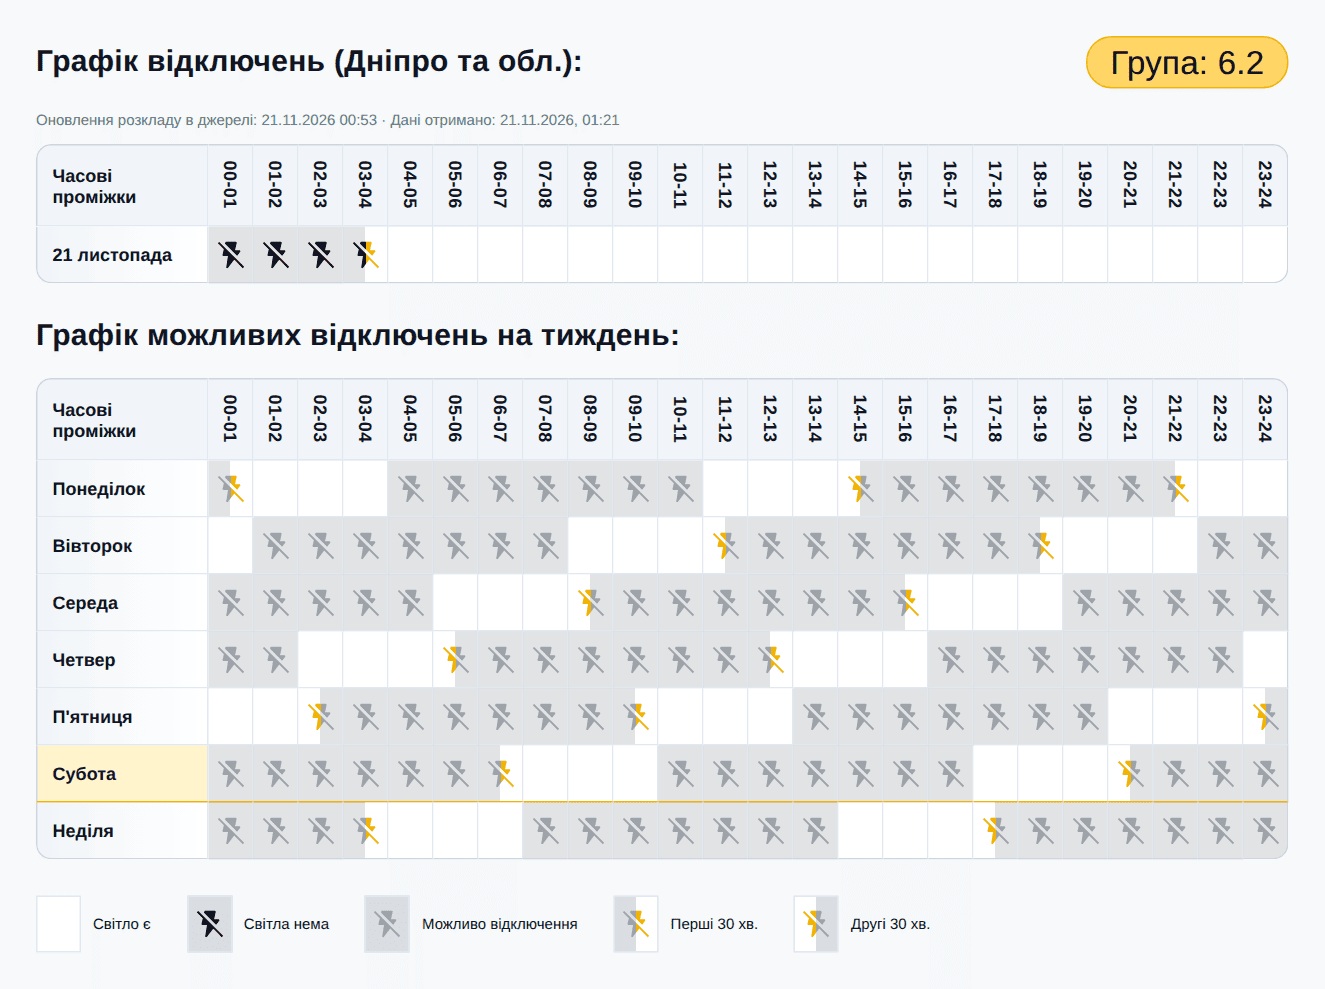 Графік відключень (Дніпро та обл.):
Група: 6.2
Оновлення розкладу в джерелі: 21.11.2026 00:53 · Дані отримано: 21.11.2026, 01:21
Часові проміжки 00-01 01-02 02-03 03-04 04-05 05-06 06-07 07-08 08-09 09-10 10-11 11-12 12-13 13-14 14-15 15-16 16-17 17-18 18-19 19-20 20-21 21-22 22-23 23-24
21 листопада
Графік можливих відключень на тиждень:
Часові проміжки 00-01 01-02 02-03 03-04 04-05 05-06 06-07 07-08 08-09 09-10 10-11 11-12 12-13 13-14 14-15 15-16 16-17 17-18 18-19 19-20 20-21 21-22 22-23 23-24
Понеділок
Вівторок
Середа
Четвер
П'ятниця
Субота
Неділя
Світло є Світла нема Можливо відключення Перші 30 хв. Другі 30 хв.